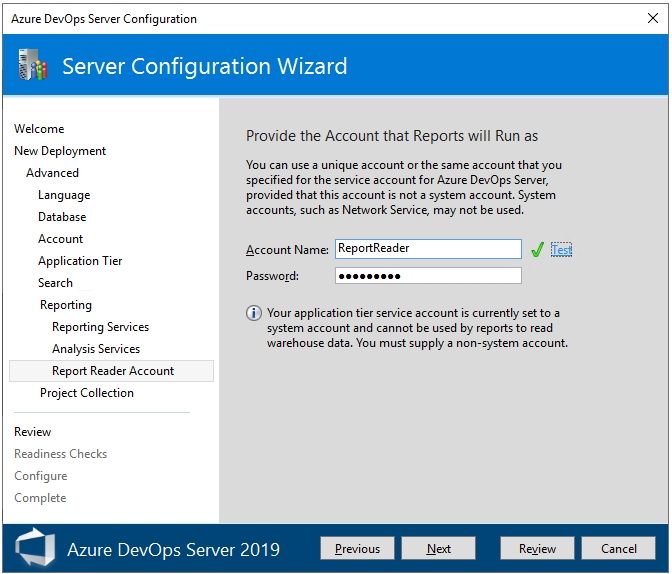 Azure DevOps Server Configuration
Server Configuration Wizard
Welcome
New Deployment
Advanced
Language
Database
Account
Application Tier
Search
Reporting
Reporting Services
Analysis Services
Report Reader Account
Project Collection
Review
Readiness Checks
Configure
Complete
Provide the Account that Reports will Run as
You can use a unique account or the same account that you
specified for the service account for Azure DevOps Server,
provided that this account is not a system account. System
accounts, such as Network Service, may not be used.
Account Name: ReportReader Test
Password: ●●●●●●●●●
Your application tier service account is currently set to a
system account and cannot be used by reports to read
warehouse data. You must supply a non-system account.
Azure DevOps Server 2019
Previous Next Review Cancel